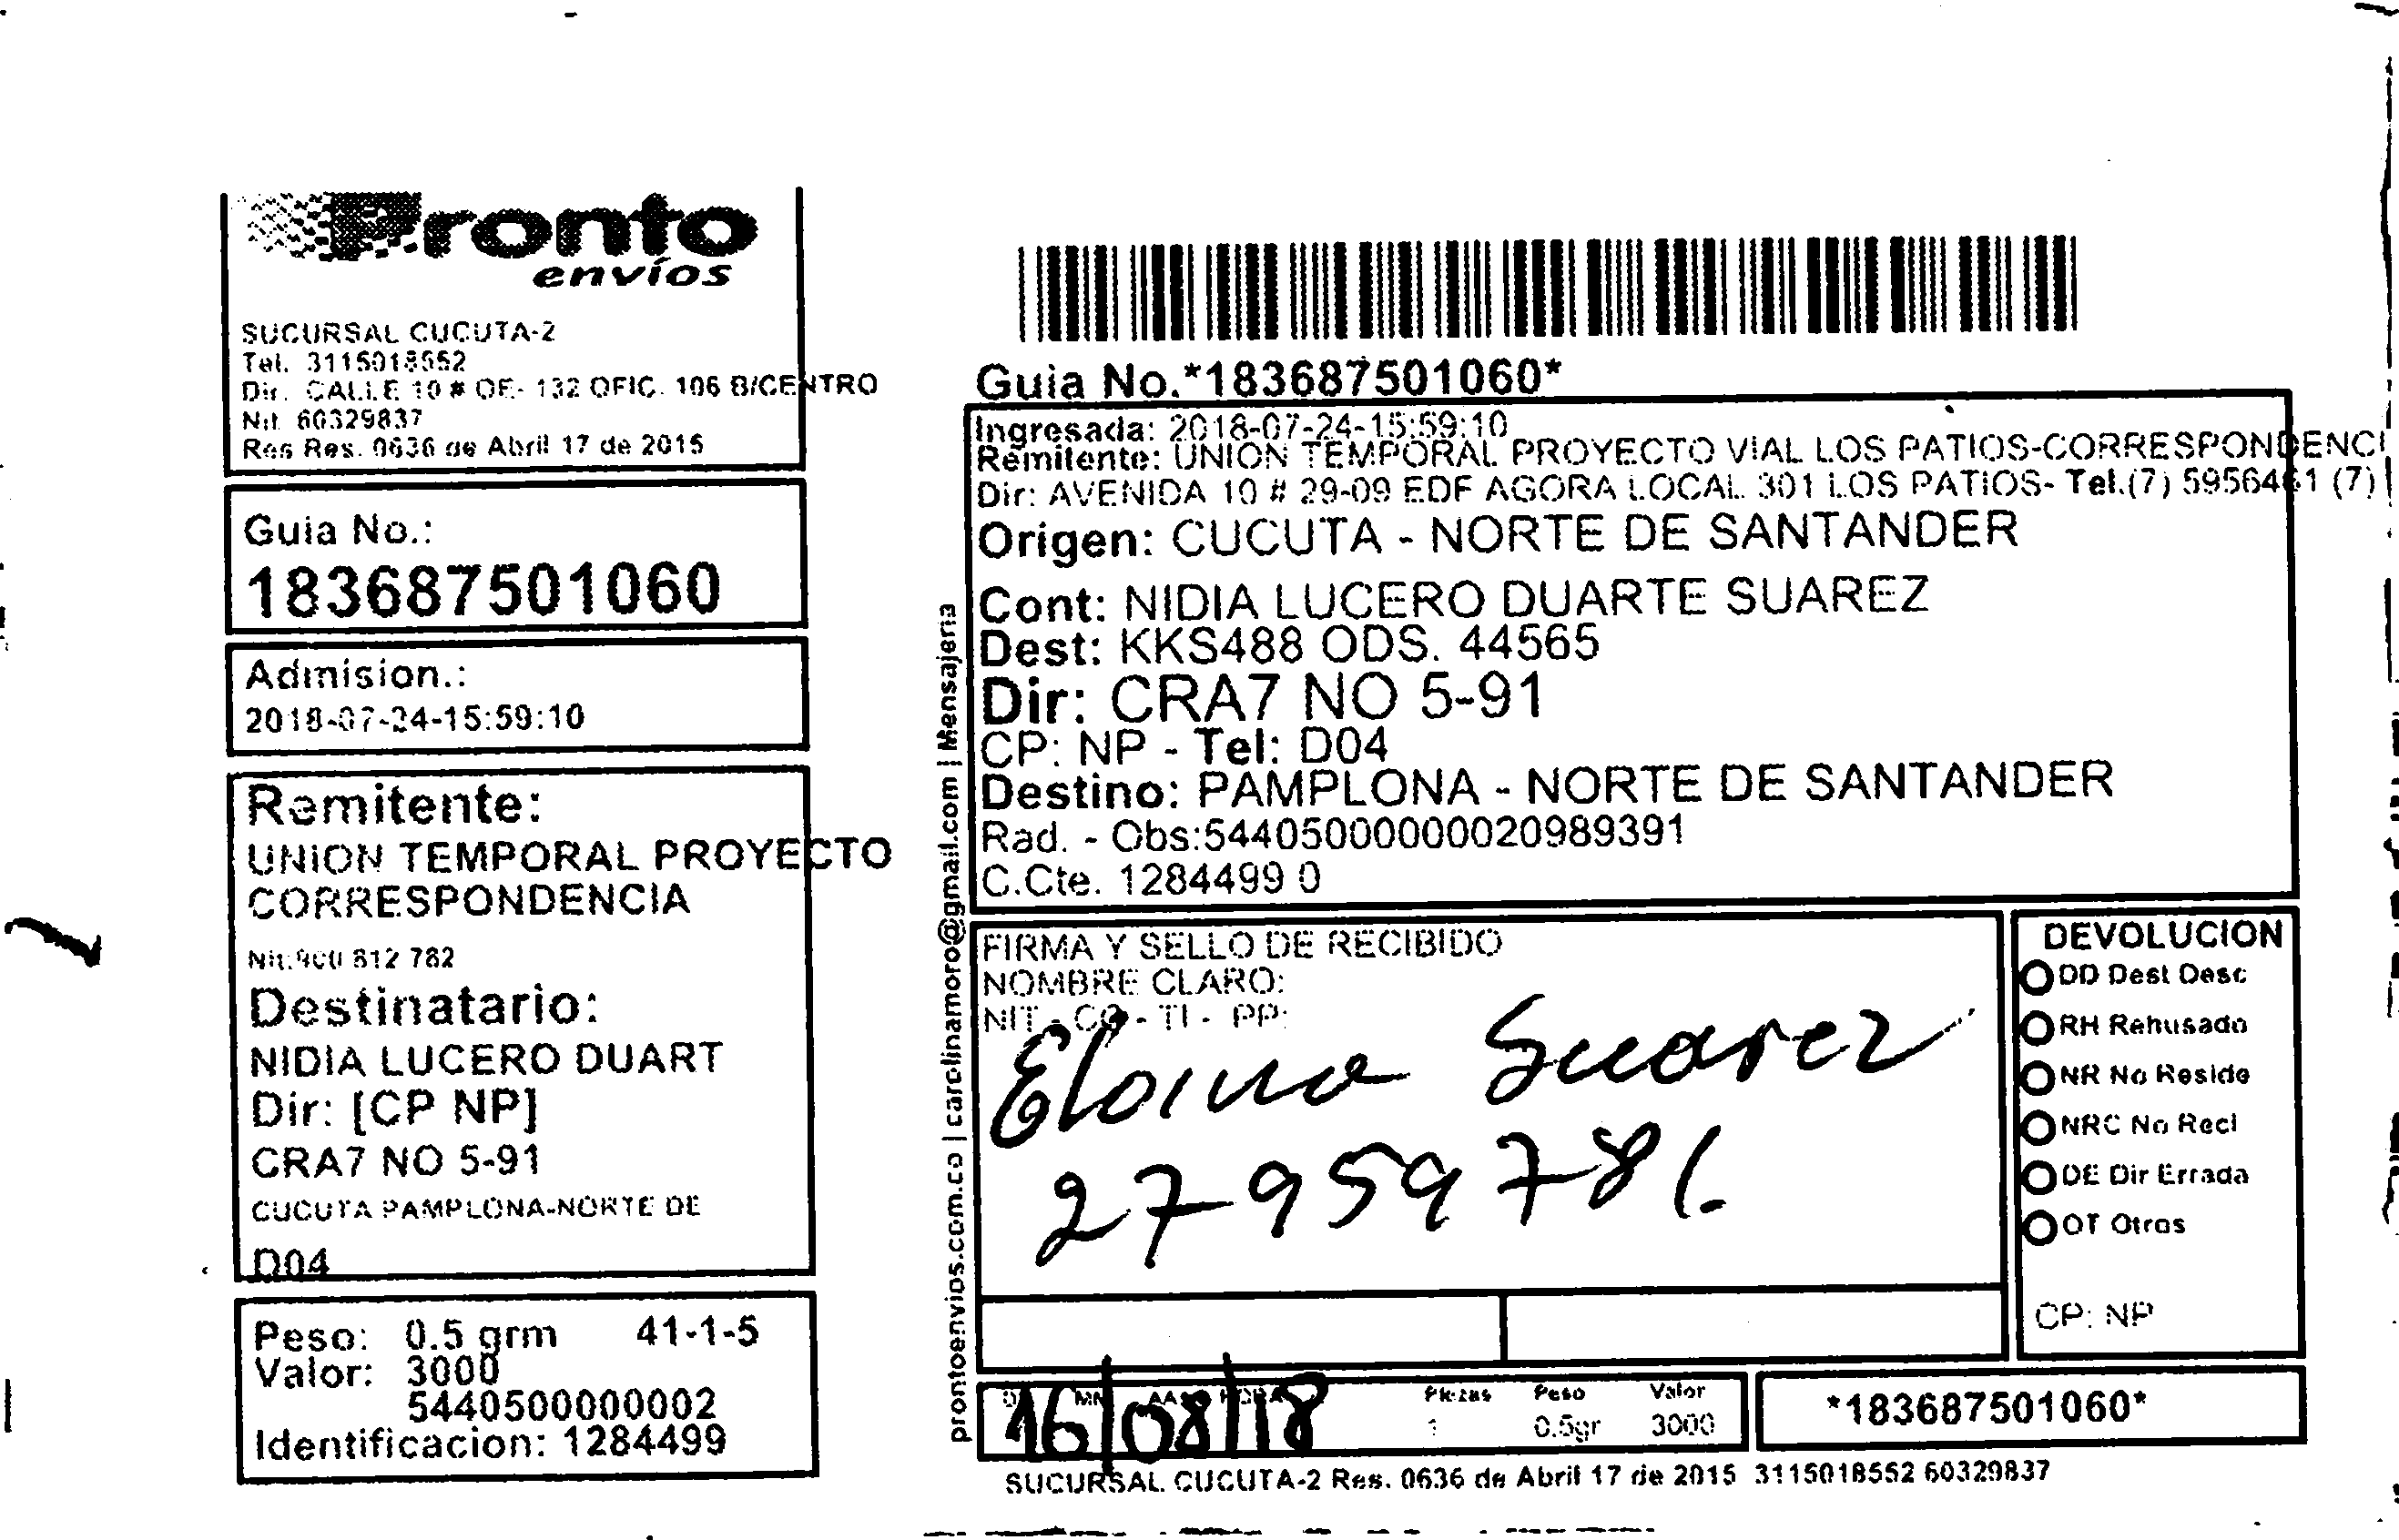 Pronto
envíos
SUCURSAL CUCUTA-2
Tel. 3115018552
Dir. CALLE 10 # OE- 132 OFIC. 106 B/CENTRO
Nit. 60329837
Res Res. 0636 de Abril 17 de 2015
Guia No.:
183687501060
Admision.:
2018-07-24-15:59:10
Remitente:
UNION TEMPORAL PROYECTO
CORRESPONDENCIA
Nit:900 812 782
Destinatario:
NIDIA LUCERO DUART
Dir: [CP NP]
CRA7 NO 5-91
CUCUTA PAMPLONA-NORTE DE
D04
Peso: 0.5 grm 41-1-5
Valor: 3000
5440500000002
Identificacion: 1284499
prontoenvios.com.co | carolinamoro@gmail.com | Mensajeria
Guia No.*183687501060*
Ingresada: 2018-07-24-15:59:10
Remitente: UNION TEMPORAL PROYECTO VIAL LOS PATIOS-CORRESPONDENCI
Dir: AVENIDA 10 # 29-09 EDF AGORA LOCAL 301 LOS PATIOS- Tel.(7) 5956461 (7)
Origen: CUCUTA - NORTE DE SANTANDER
Cont: NIDIA LUCERO DUARTE SUAREZ
Dest: KKS488 ODS. 44565
Dir: CRA7 NO 5-91
CP: NP - Tel: D04
Destino: PAMPLONA - NORTE DE SANTANDER
Rad. - Obs:544050000000020989391
C.Cte. 1284499 0
FIRMA Y SELLO DE RECIBIDO
NOMBRE CLARO:
NIT - CC - TI - PP:
Eloina Suarez
27959786
DEVOLUCION
DD Dest Desc
RH Rehusado
NR No Reside
NRC No Recl
DE Dir Errada
OT Otros
CP: NP
MM AA HORA Piezas Peso Valor
16/08/18 1 0.5gr 3000
*183687501060*
SUCURSAL CUCUTA-2 Res. 0636 de Abril 17 de 2015 3115018552 60329837